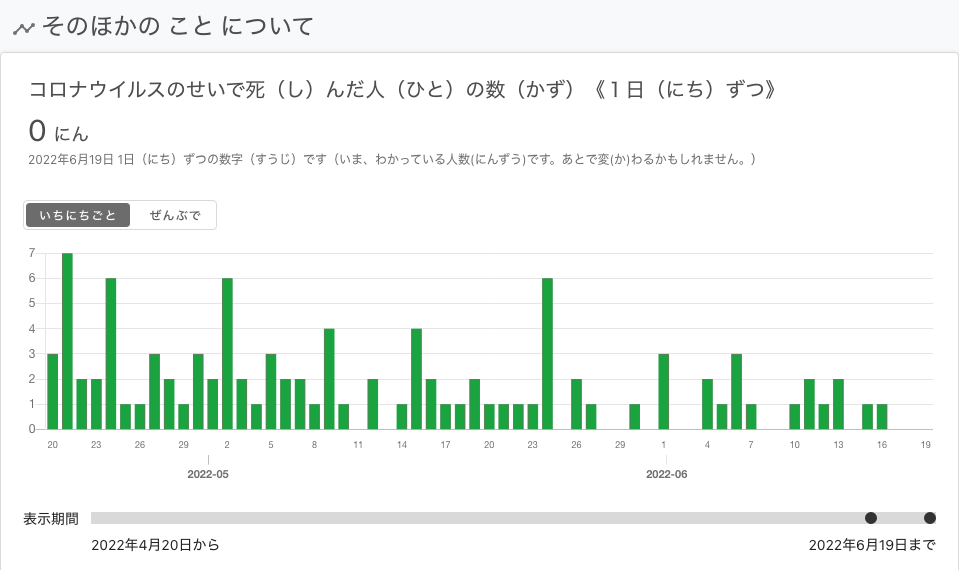 そのほかの こと について
コロナウイルスのせいで死（し）んだ人（ひと）の数（かず）《１日（にち）ずつ》
0 にん
2022年6月19日 1日（にち）ずつの数字（すうじ）です（いま、わかっている人数(にんずう)です。あとで変(か)わるかもしれません。）
いちにちごと ぜんぶで
7
6
5
4
3
2
1
0
20 23 26 29 2 5 8 11 14 17 20 23 26 29 1 4 7 10 13 16 19
2022-05 2022-06
表示期間
2022年4月20日から 2022年6月19日まで